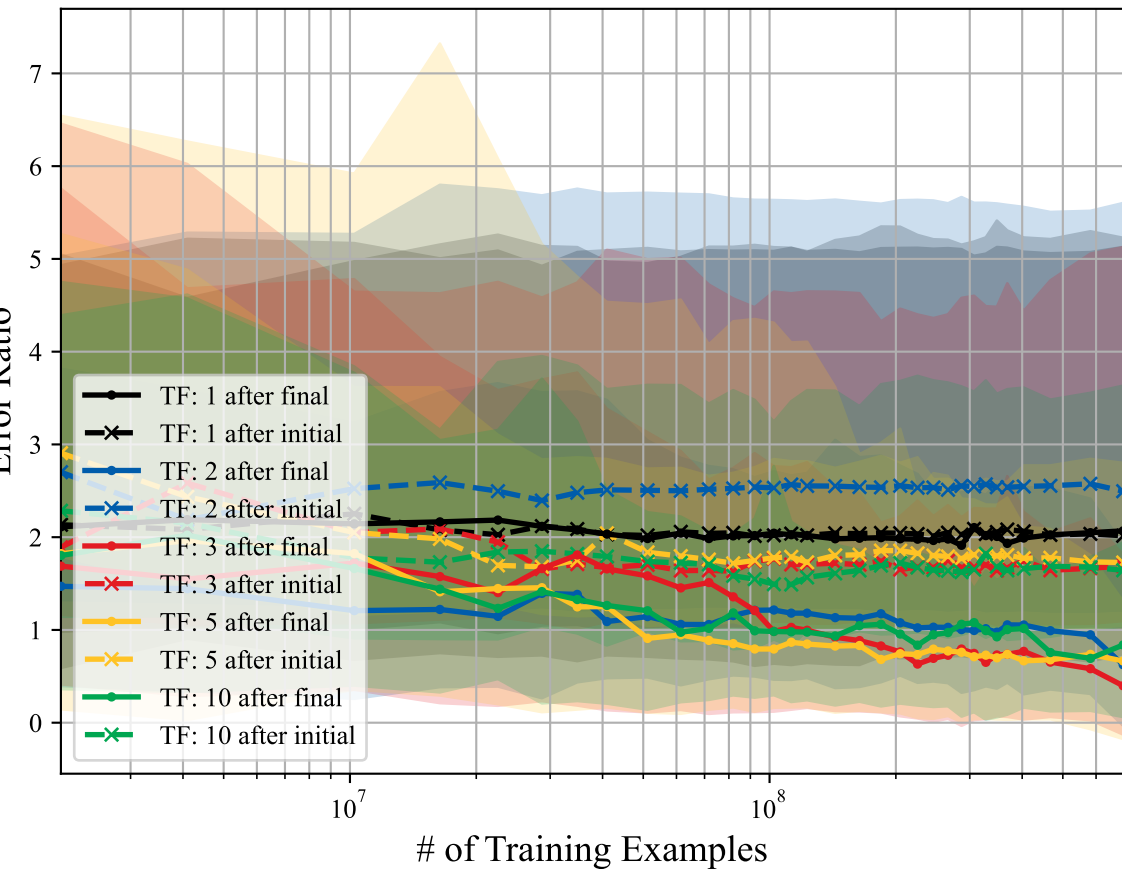 7
6
5
4
3
2
1
0
TF: 1 after final
TF: 1 after initial
TF: 2 after final
TF: 2 after initial
TF: 3 after final
TF: 3 after initial
TF: 5 after final
TF: 5 after initial
TF: 10 after final
TF: 10 after initial
10⁷
10⁸
# of Training Examples